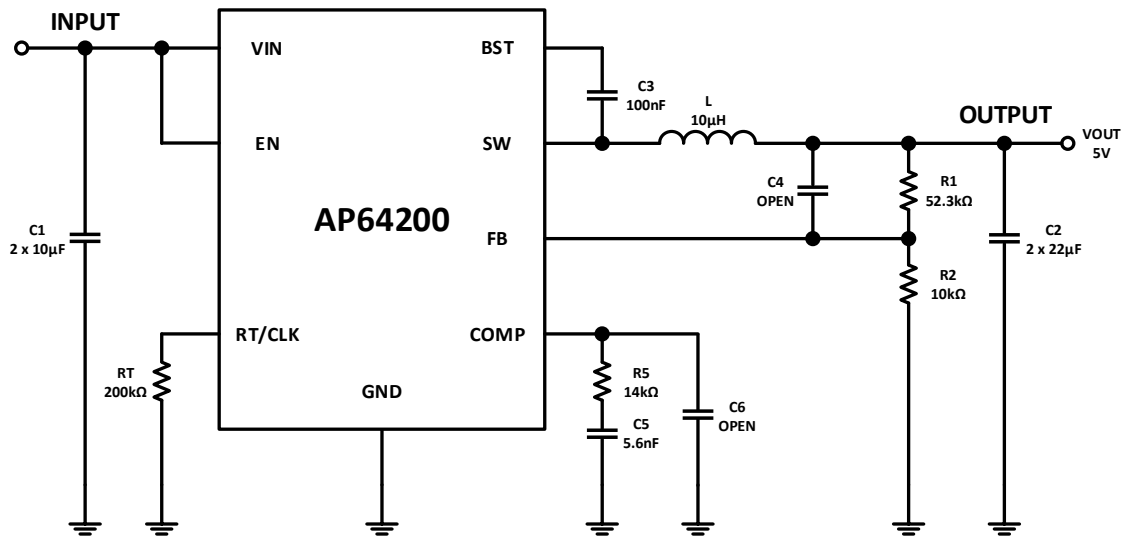 INPUT
VIN
BST
C3
100nF
L
10µH
OUTPUT
VOUT
5V
EN
SW
C4
OPEN
R1
52.3kΩ
AP64200
C1
2 x 10µF
FB
C2
2 x 22µF
R2
10kΩ
RT/CLK
COMP
RT
200kΩ
R5
14kΩ
GND
C6
OPEN
C5
5.6nF